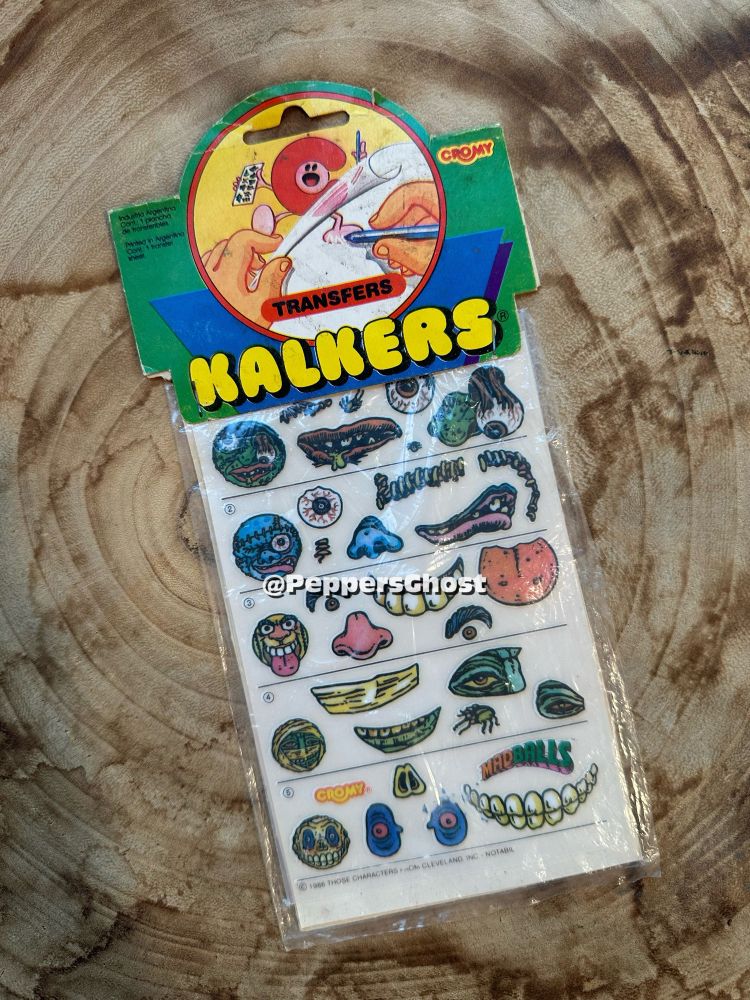 CROMY
Industria Argentina
Cont.: 1 plancha
de transferibles.
Printed in Argentina
Cont.: 1 transfer
sheet.
TRANSFERS
KALKERS®
2
@PeppersGhost
3
4
MADBALLS
5
CROMY®
© 1986 THOSE CHARACTERS FROM CLEVELAND, INC - NOTABIL